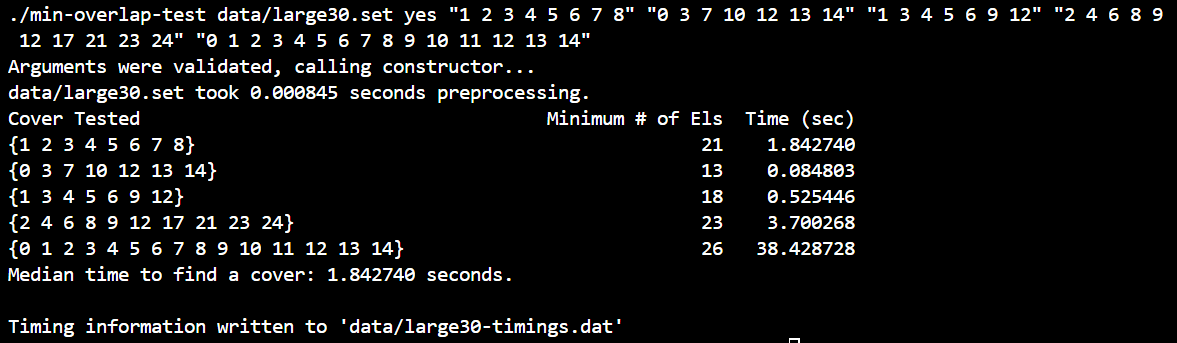 ./min-overlap-test data/large30.set yes "1 2 3 4 5 6 7 8" "0 3 7 10 12 13 14" "1 3 4 5 6 9 12" "2 4 6 8 9
12 17 21 23 24" "0 1 2 3 4 5 6 7 8 9 10 11 12 13 14"
Arguments were validated, calling constructor...
data/large30.set took 0.000845 seconds preprocessing.
Cover Tested Minimum # of Els Time (sec)
{1 2 3 4 5 6 7 8} 21 1.842740
{0 3 7 10 12 13 14} 13 0.084803
{1 3 4 5 6 9 12} 18 0.525446
{2 4 6 8 9 12 17 21 23 24} 23 3.700268
{0 1 2 3 4 5 6 7 8 9 10 11 12 13 14} 26 38.428728
Median time to find a cover: 1.842740 seconds.
Timing information written to 'data/large30-timings.dat'